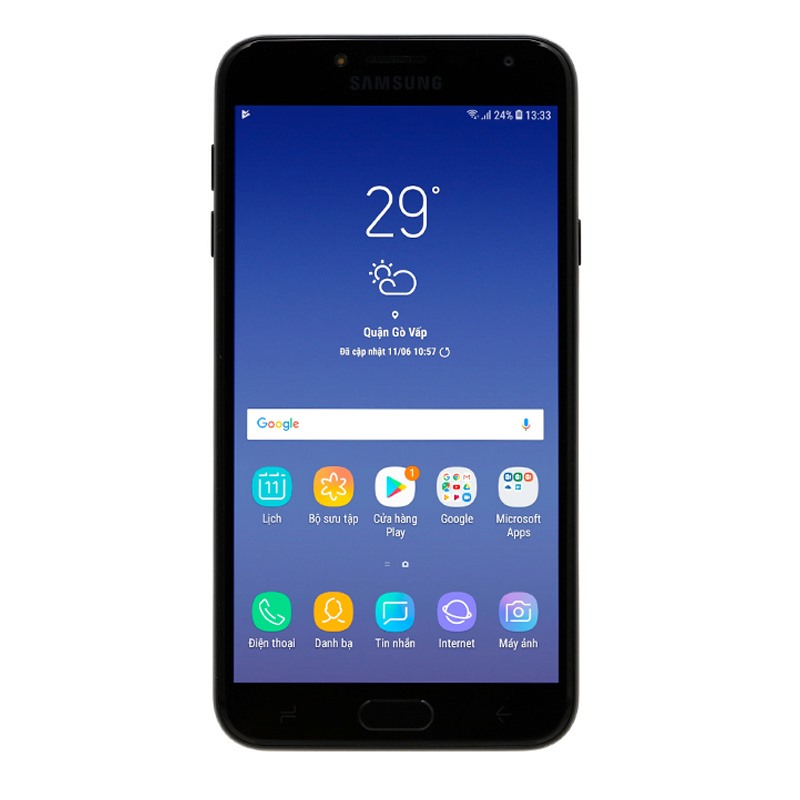 SAMSUNG
24% 13:33
29°
Quận Gò Vấp
Đã cập nhật 11/06 10:57
Google
11
1
Lịch
Bộ sưu tập
Cửa hàng
Play
Google
Microsoft
Apps
Điện thoại
Danh bạ
Tin nhắn
Internet
Máy ảnh